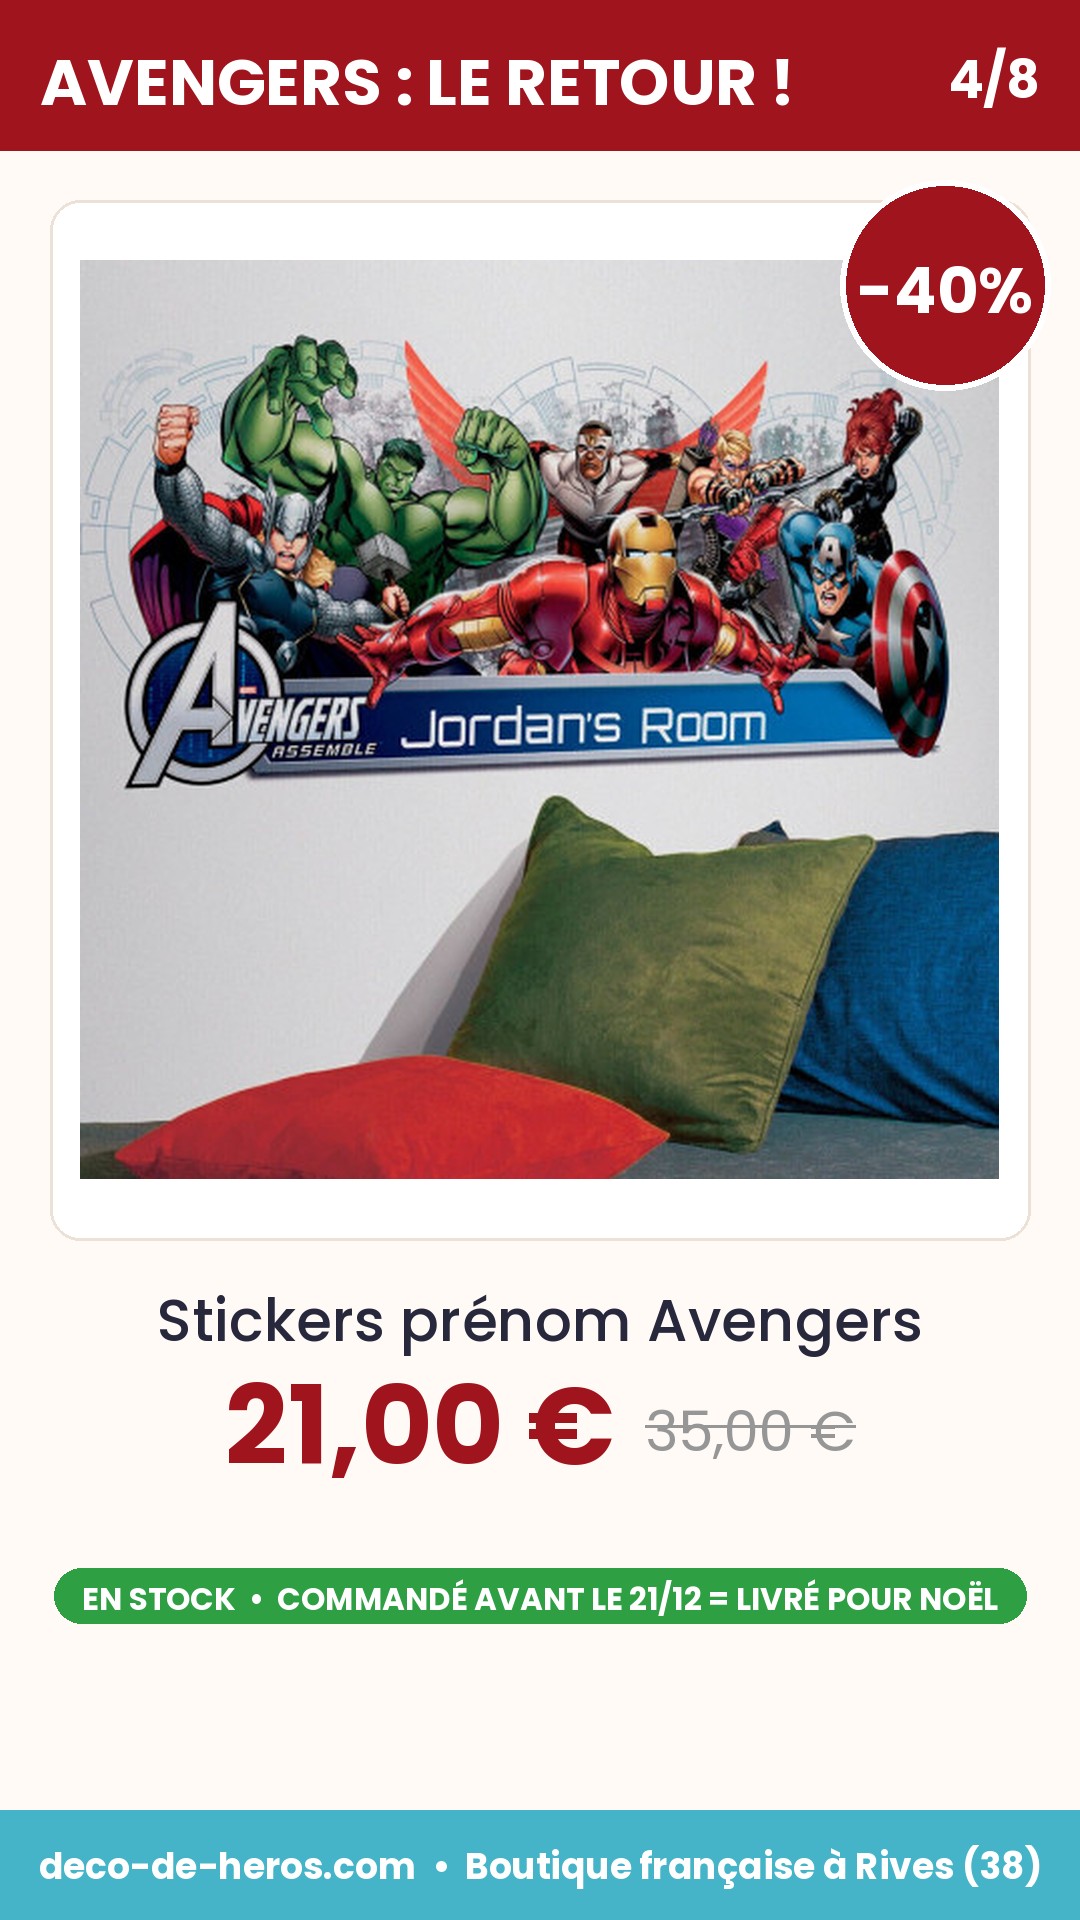 AVENGERS : LE RETOUR !
4/8
-40%
AVENGERS
ASSEMBLE
Jordan's Room
Stickers prénom Avengers
21,00 € 35,00 €
EN STOCK • COMMANDÉ AVANT LE 21/12 = LIVRÉ POUR NOËL
deco-de-heros.com • Boutique française à Rives (38)